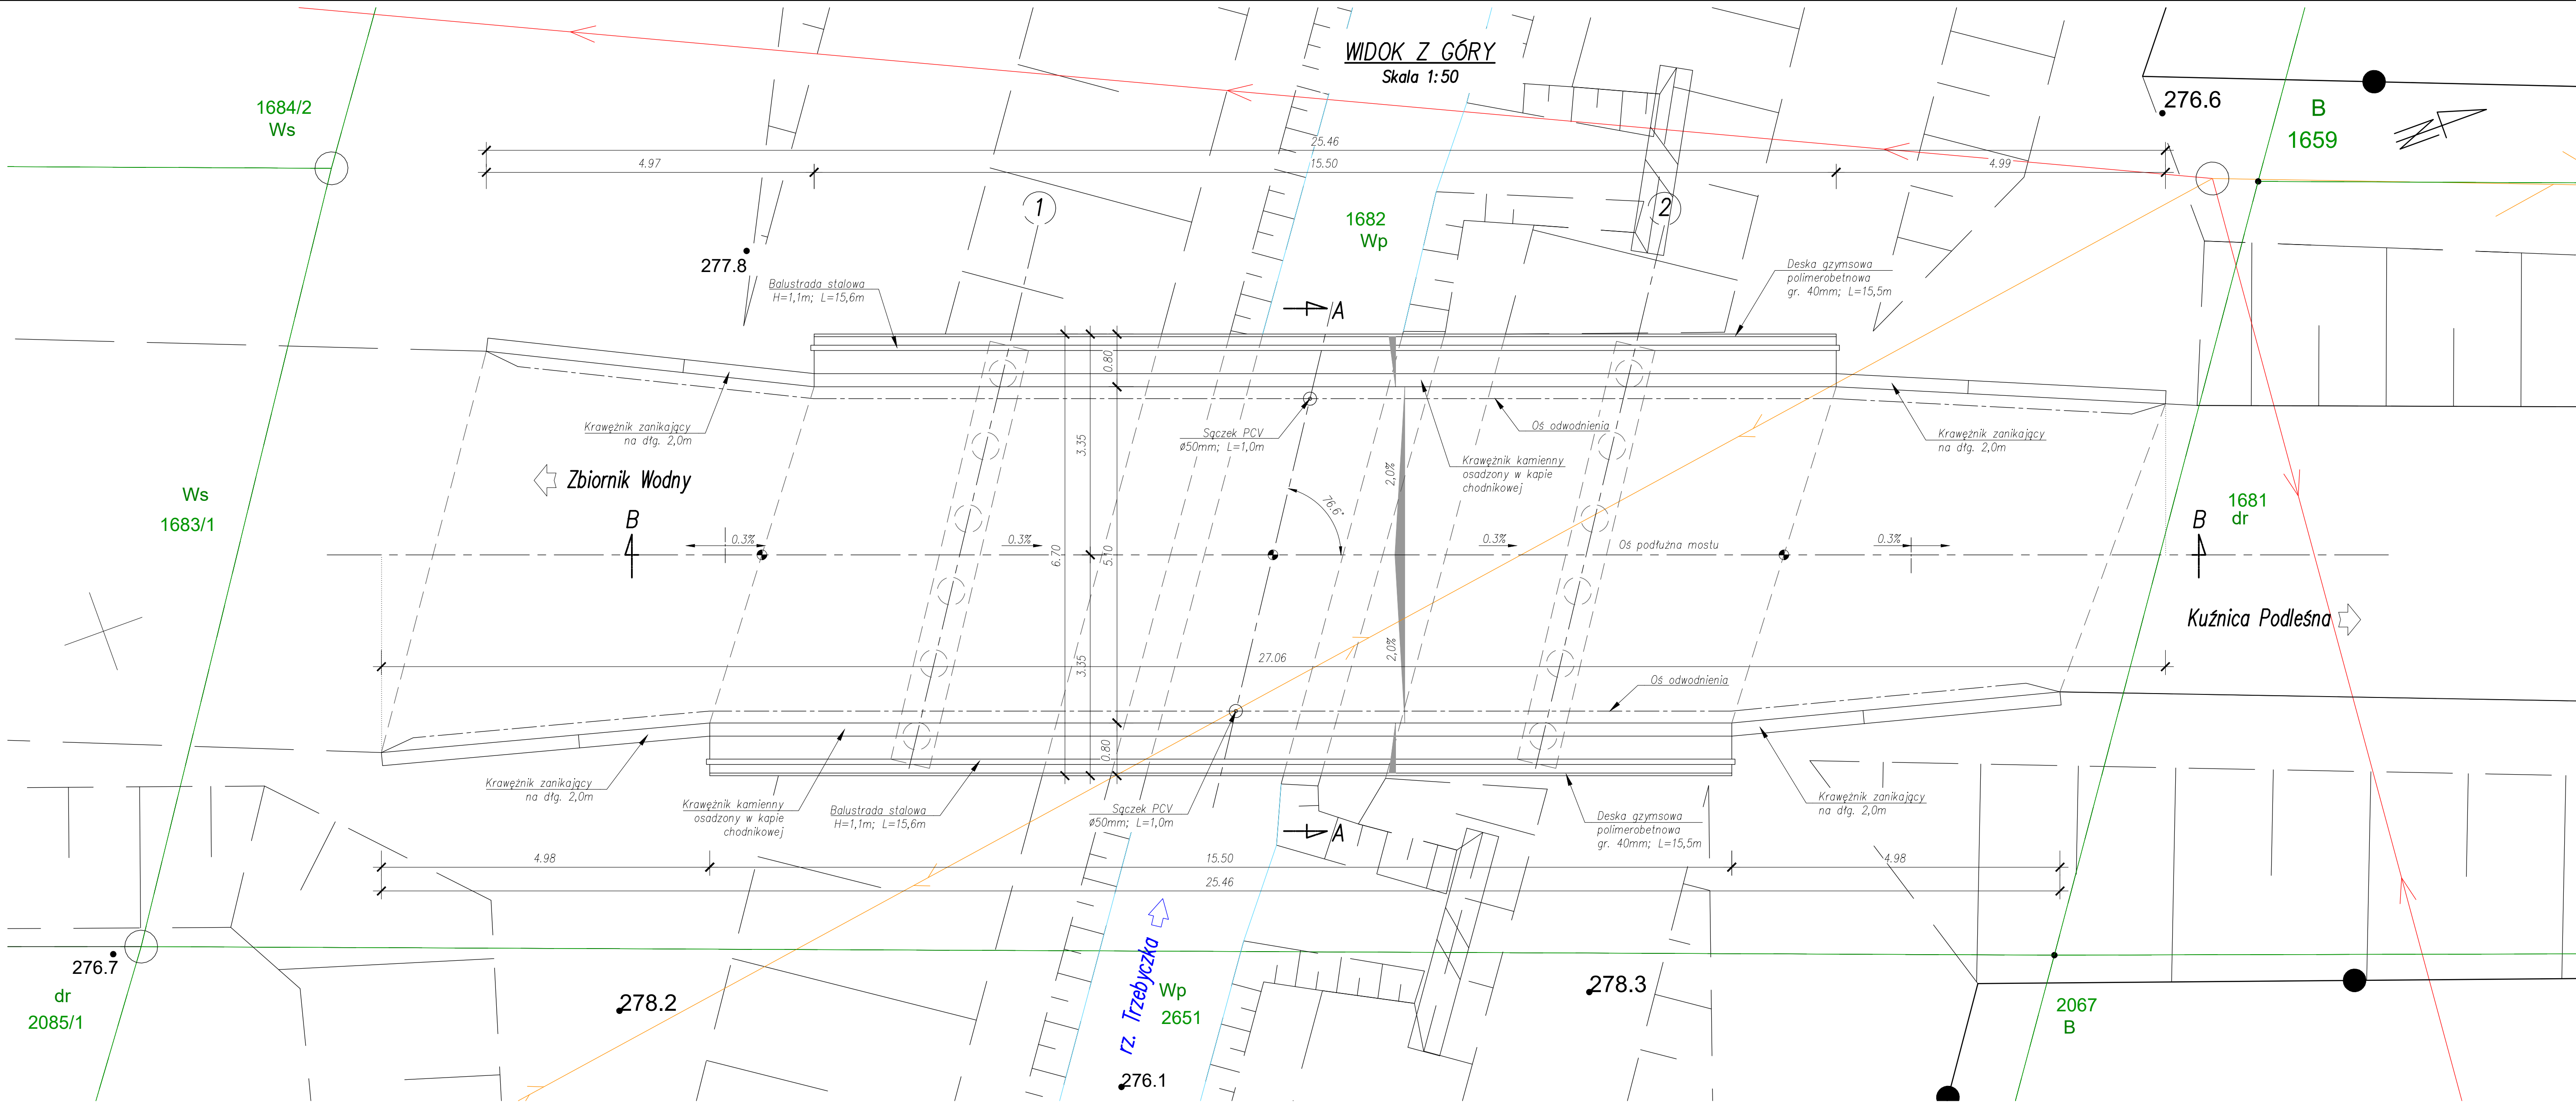 WIDOK Z GÓRY
Skala 1:50
1684/2
Ws
276.6
B
1659
N
25.46
4.97
15.50
4.99
1
2
1682
Wp
277.8
Balustrada stalowa
H=1,1m; L=15,6m
Deska gzymsowa
polimerobetnowa
gr. 40mm; L=15,5m
A
0.80
Krawężnik zanikający
na dłg. 2,0m
Sączek PCV
ø50mm; L=1,0m
Oś odwodnienia
Krawężnik kamienny
osadzony w kapie
chodnikowej
Krawężnik zanikający
na dłg. 2,0m
3.35
2,0%
Zbiornik Wodny
Ws
1683/1
76.6°
1681
dr
B
B
0.3%
0.3%
0.3%
0.3%
Oś podłużna mostu
6.70
5.10
Kuźnica Podleśna
2,0%
3.35
27.06
Oś odwodnienia
0.80
Krawężnik zanikający
na dłg. 2,0m
Krawężnik kamienny
osadzony w kapie
chodnikowej
Balustrada stalowa
H=1,1m; L=15,6m
Sączek PCV
ø50mm; L=1,0m
A
Deska gzymsowa
polimerobetnowa
gr. 40mm; L=15,5m
Krawężnik zanikający
na dłg. 2,0m
4.98
15.50
4.98
25.46
rz. Trzebyczka
276.7
dr
2085/1
278.2
Wp
2651
276.1
278.3
2067
B